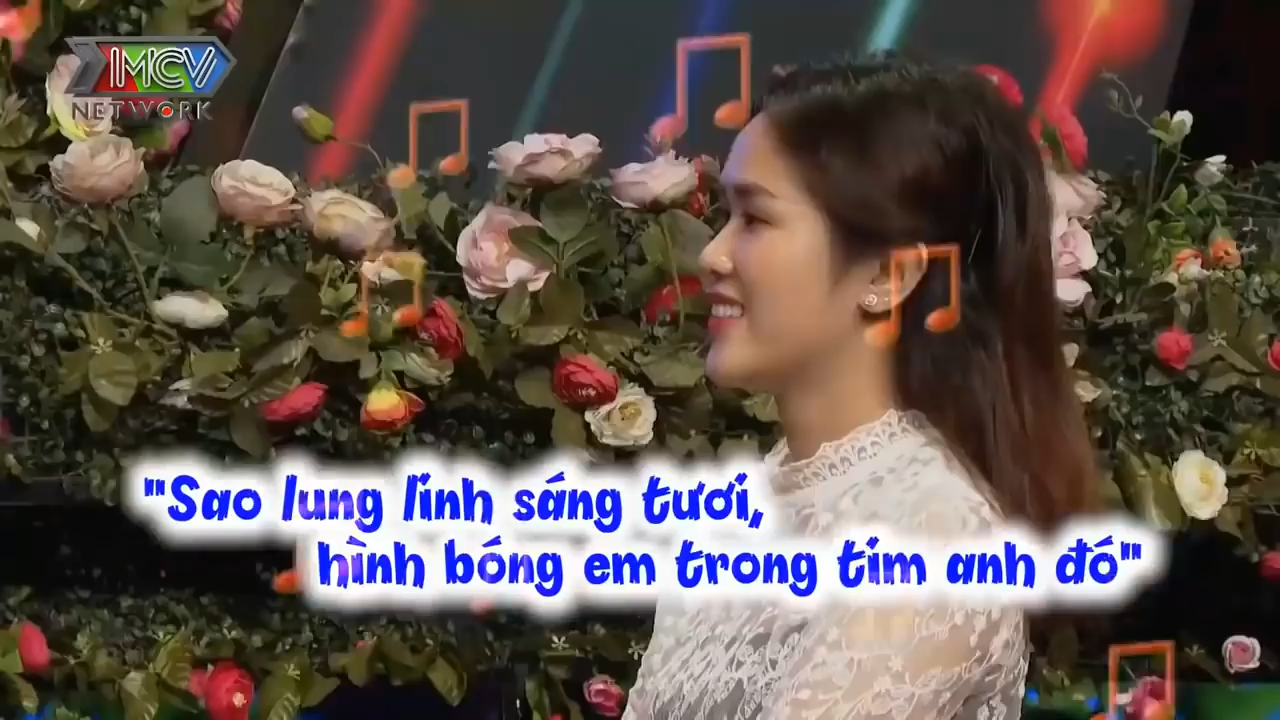 MCV
NETWORK
"'Sao lung linh sáng tươi,
hình bóng em trong tim anh đó'"